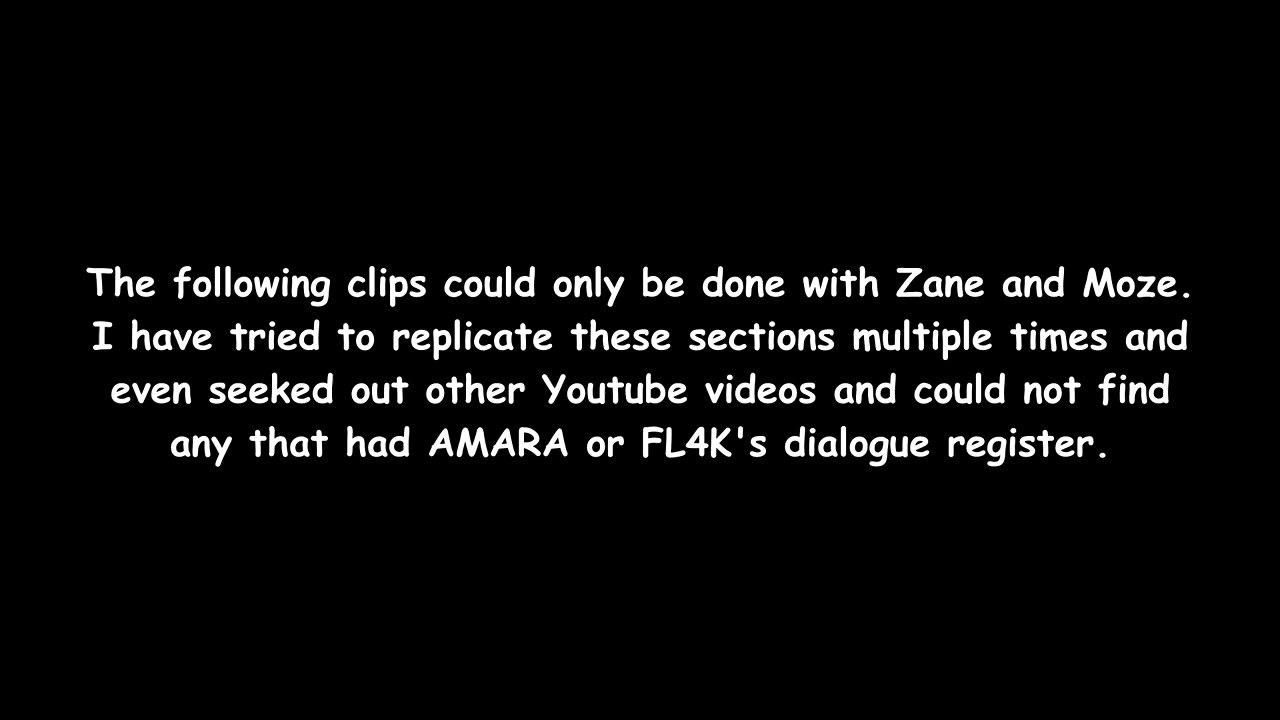 The following clips could only be done with Zane and Moze.
I have tried to replicate these sections multiple times and
even seeked out other Youtube videos and could not find
any that had AMARA or FL4K's dialogue register.